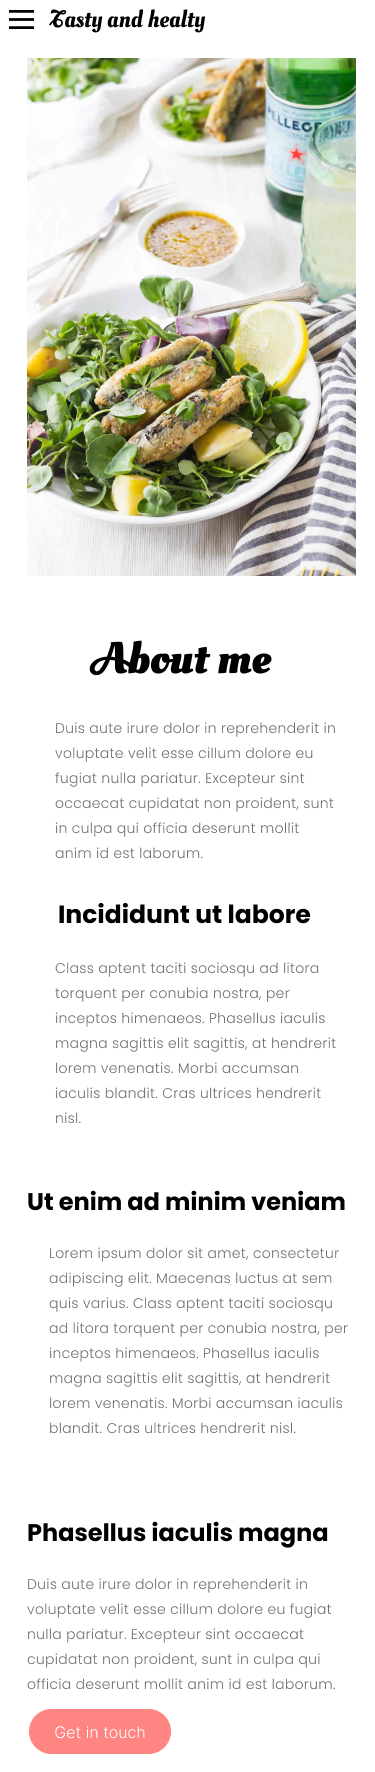 Tasty and healty
PELLEG
About me
Duis aute irure dolor in reprehenderit in
voluptate velit esse cillum dolore eu
fugiat nulla pariatur. Excepteur sint
occaecat cupidatat non proident, sunt
in culpa qui officia deserunt mollit
anim id est laborum.
Incididunt ut labore
Class aptent taciti sociosqu ad litora
torquent per conubia nostra, per
inceptos himenaeos. Phasellus iaculis
magna sagittis elit sagittis, at hendrerit
lorem venenatis. Morbi accumsan
iaculis blandit. Cras ultrices hendrerit
nisl.
Ut enim ad minim veniam
Lorem ipsum dolor sit amet, consectetur
adipiscing elit. Maecenas luctus at sem
quis varius. Class aptent taciti sociosqu
ad litora torquent per conubia nostra, per
inceptos himenaeos. Phasellus iaculis
magna sagittis elit sagittis, at hendrerit
lorem venenatis. Morbi accumsan iaculis
blandit. Cras ultrices hendrerit nisl.
Phasellus iaculis magna
Duis aute irure dolor in reprehenderit in
voluptate velit esse cillum dolore eu fugiat
nulla pariatur. Excepteur sint occaecat
cupidatat non proident, sunt in culpa qui
officia deserunt mollit anim id est laborum.
Get in touch